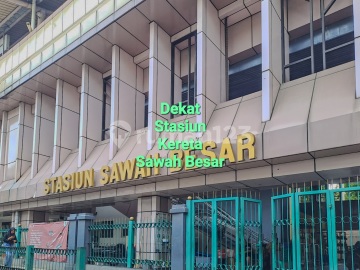 Dekat
Stasiun
Kereta
Sawah Besar
STASIUN SAWAH BESAR